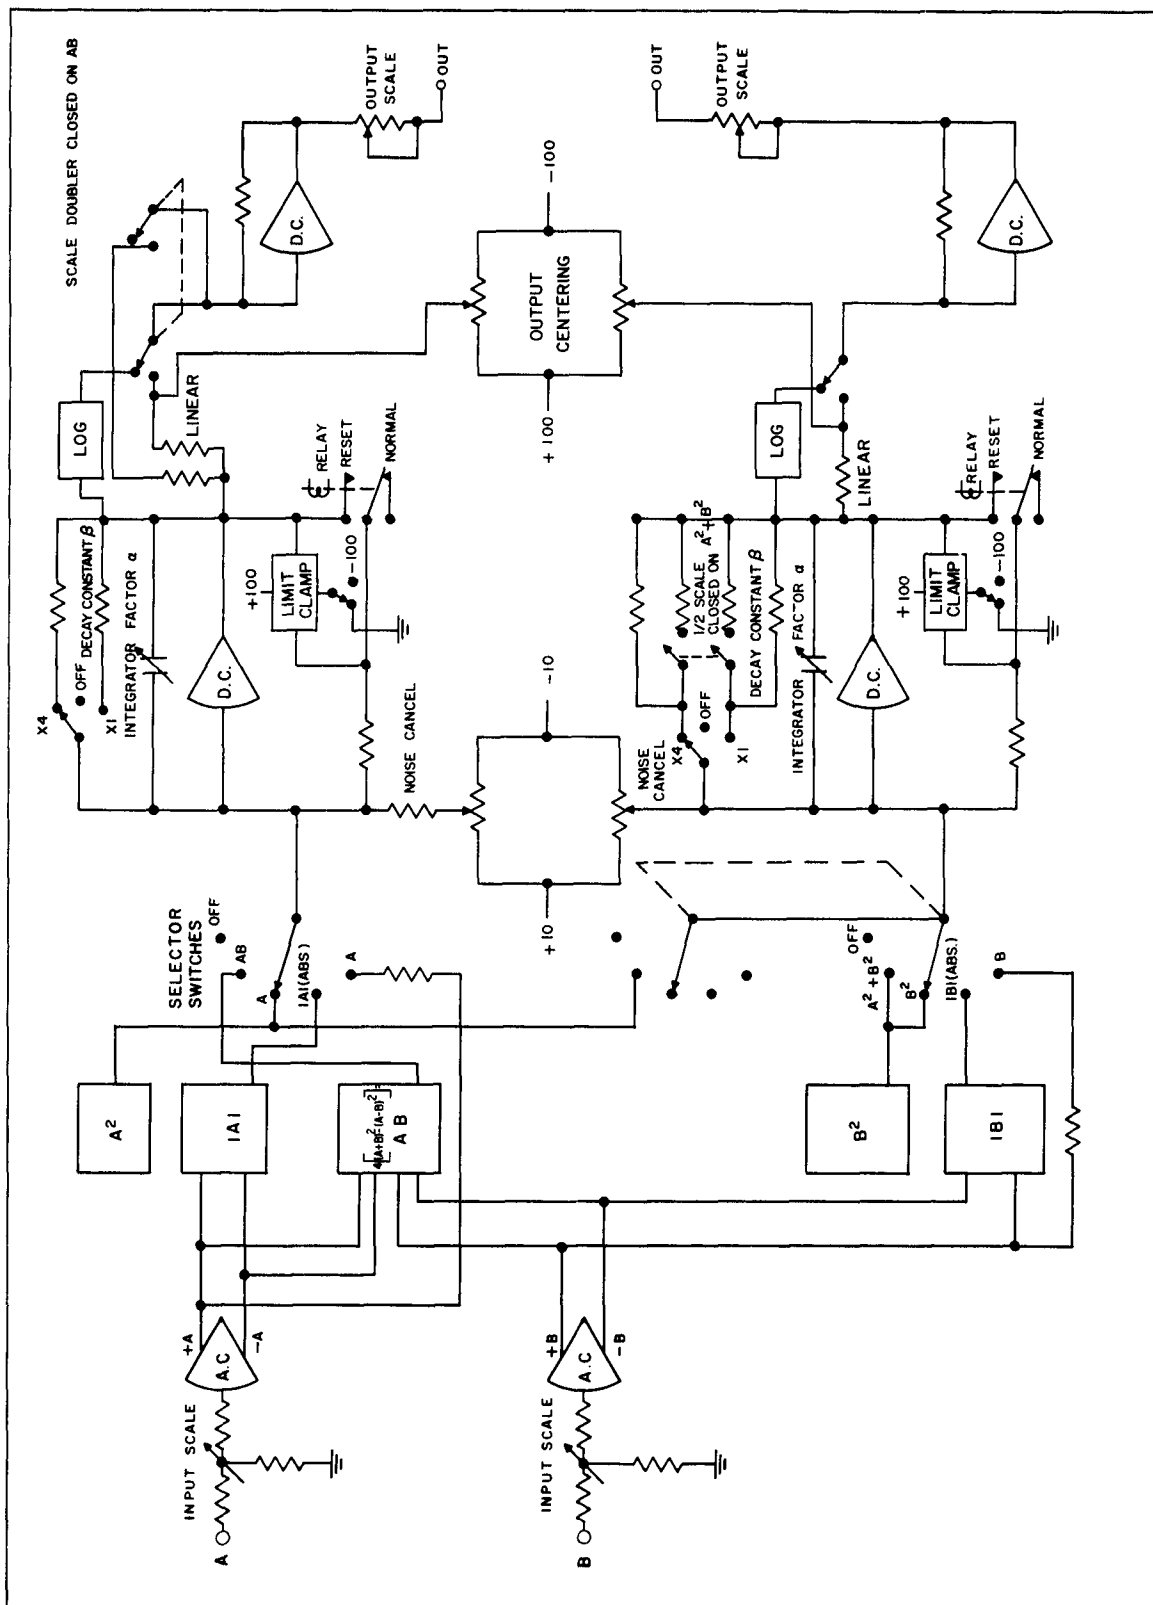 SCALE DOUBLER CLOSED ON AB
OUTPUT
SCALE
OUT
D.C.
LOG
LINEAR
RELAY
RESET
NORMAL
X4
OFF
X1
DECAY CONSTANT β
INTEGRATOR FACTOR α
D.C.
+100
LIMIT
CLAMP
-100
NOISE CANCEL
SELECTOR
SWITCHES
OFF
AB
A
|A|(ABS)
A
A²
|A|
¼[(A+B)²-(A-B)²]=
A B
+A
-A
A.C
INPUT SCALE
A
-100
OUTPUT
CENTERING
+100
-10
+10
OUT
OUTPUT
SCALE
D.C.
LOG
LINEAR
RELAY
RESET
NORMAL
1/2 SCALE
CLOSED ON A²+B²
NOISE
CANCEL
X4
OFF
X1
DECAY CONSTANT β
INTEGRATOR FACTOR α
D.C.
+100
LIMIT
CLAMP
-100
OFF
A²+B²
B²
|B|(ABS.)
B
B²
|B|
+B
-B
A.C
INPUT SCALE
B